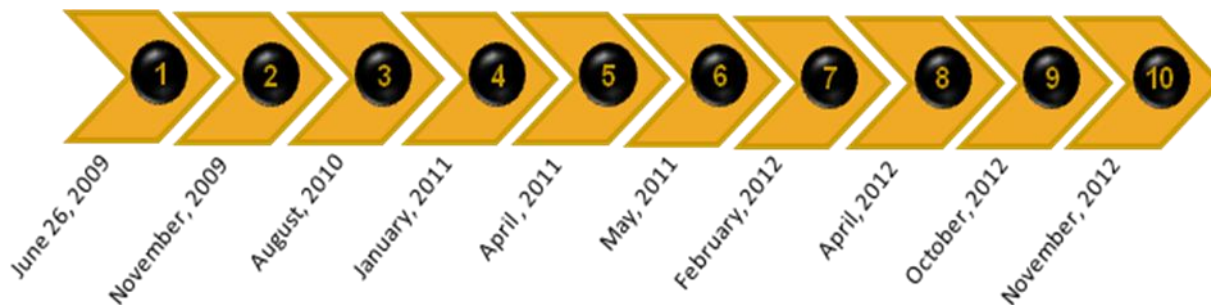 1
2
3
4
5
6
7
8
9
10
June 26, 2009
November, 2009
August, 2010
January, 2011
April, 2011
May, 2011
February, 2012
April, 2012
October, 2012
November, 2012